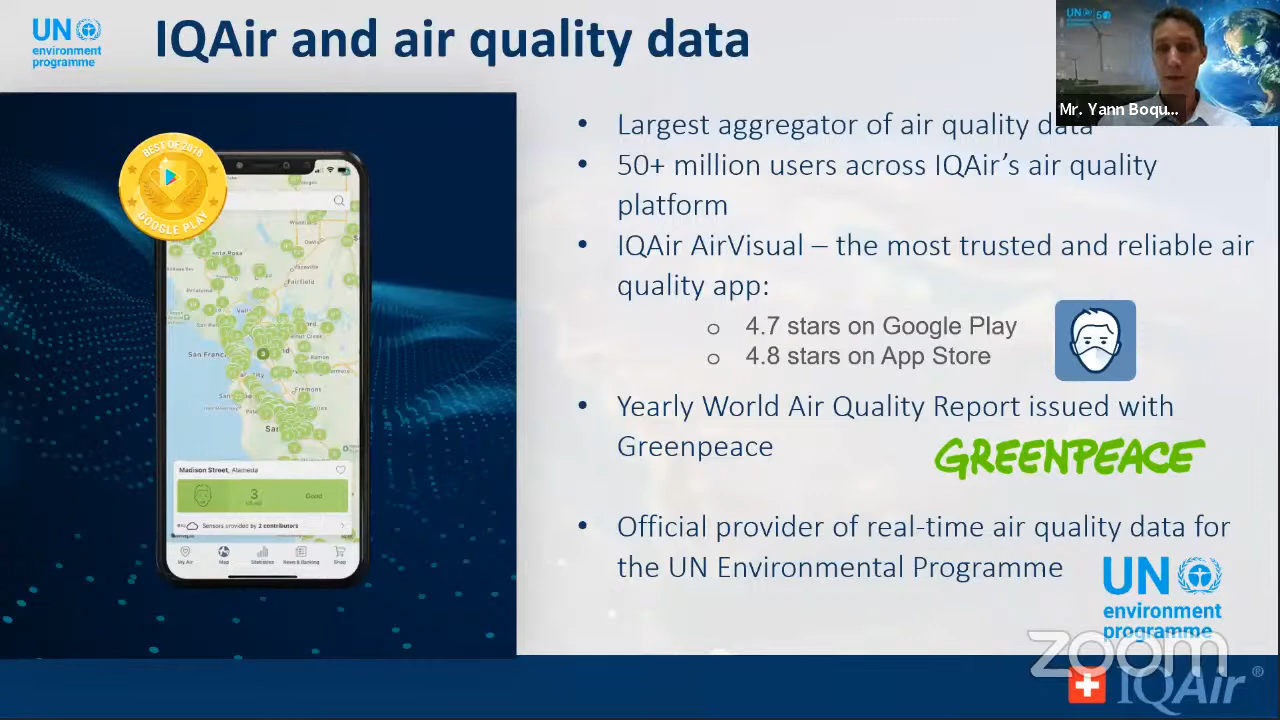 UN
environment
programme
IQAir and air quality data
UN
Mr. Yann Boqu...
Largest aggregator of air quality data
50+ million users across IQAir’s air quality
platform
IQAir AirVisual – the most trusted and reliable air
quality app:
4.7 stars on Google Play
4.8 stars on App Store
Yearly World Air Quality Report issued with
Greenpeace
GREENPEACE
Official provider of real-time air quality data for
the UN Environmental Programme
UN
environment
programme
zoom
IQAir®
BEST OF 2018
GOOGLE PLAY
Fairfield
San Franc
Madison Street, Alameda
3
Good
Sensors provided by 2 contributors
My Air
Map
Statistics
News & Ranking
Shop